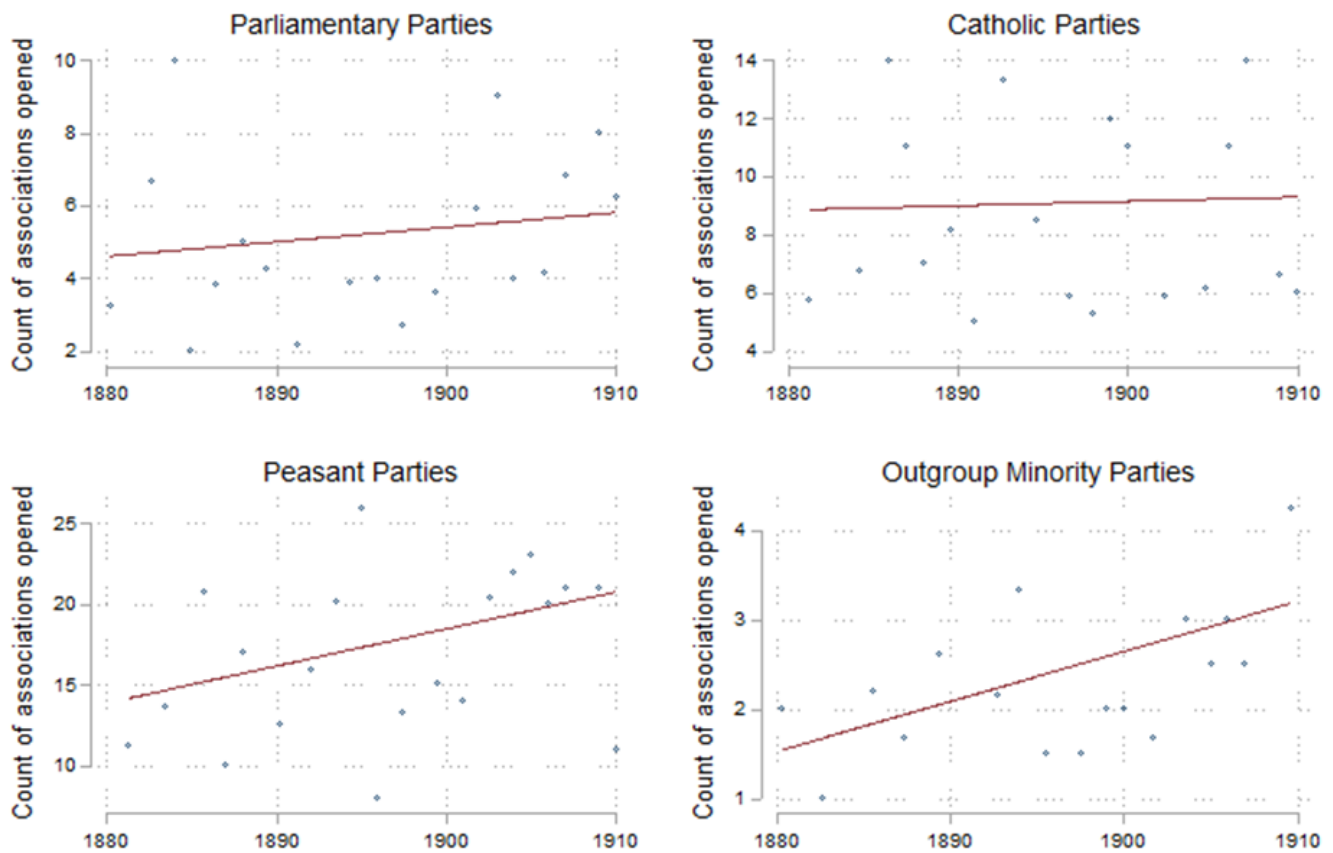 Parliamentary Parties
Count of associations opened
10
8
6
4
2
1880 1890 1900 1910
Catholic Parties
Count of associations opened
14
12
10
8
6
4
1880 1890 1900 1910
Peasant Parties
Count of associations opened
25
20
15
10
1880 1890 1900 1910
Outgroup Minority Parties
Count of associations opened
4
3
2
1
1880 1890 1900 1910